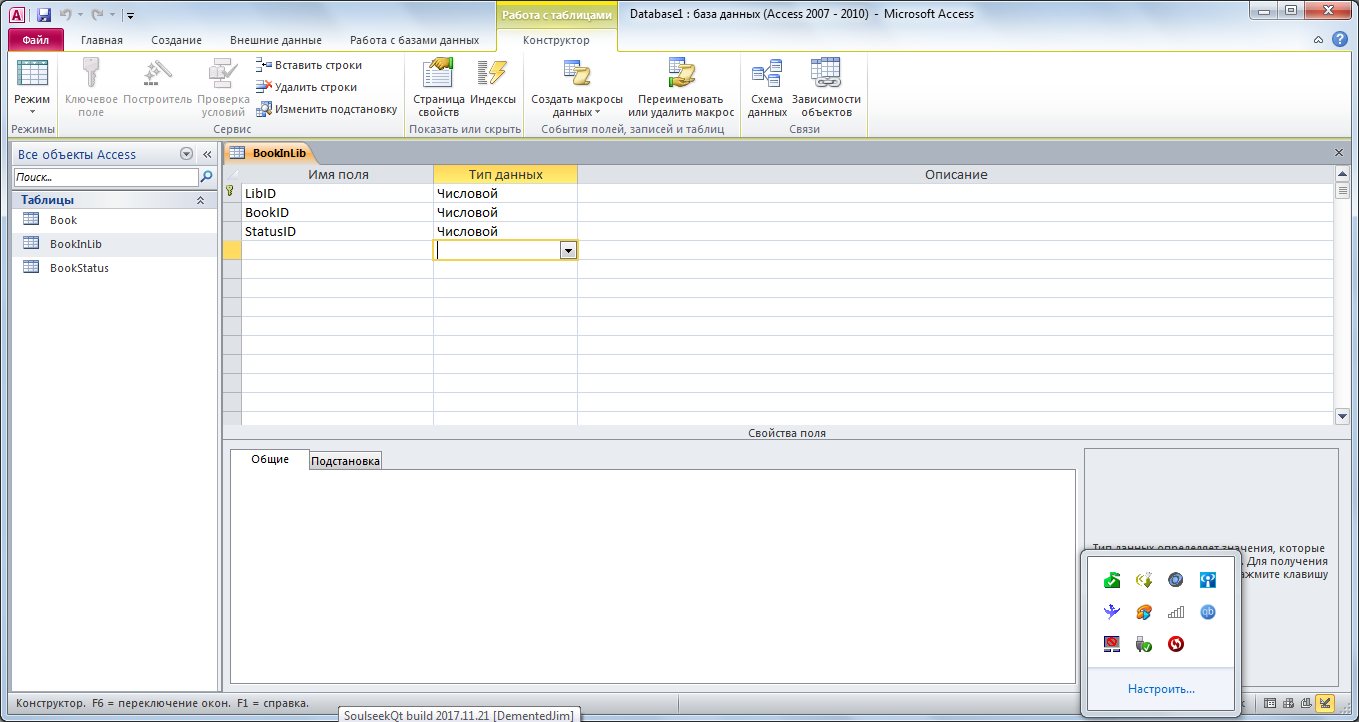 Работа с таблицами
Database1 : база данных (Access 2007 - 2010) - Microsoft Access
Файл
Главная
Создание
Внешние данные
Работа с базами данных
Конструктор
Режим
Ключевое поле
Построитель
Проверка условий
Вставить строки
Удалить строки
Изменить подстановку
Страница свойств
Индексы
Создать макросы данных
Переименовать или удалить макрос
Схема данных
Зависимости объектов
Режимы
Сервис
Показать или скрыть
События полей, записей и таблиц
Связи
Все объекты Access
Поиск...
Таблицы
Book
BookInLib
BookStatus
BookInLib
Имя поля
Тип данных
Описание
LibID
Числовой
BookID
Числовой
StatusID
Числовой
Свойства поля
Общие
Подстановка
Тип данных определяет значения, которые
. Для получения
ажмите клавишу
qb
Настроить...
Конструктор. F6 = переключение окон. F1 = справка.
SoulseekQt build 2017.11.21 [DementedJim]